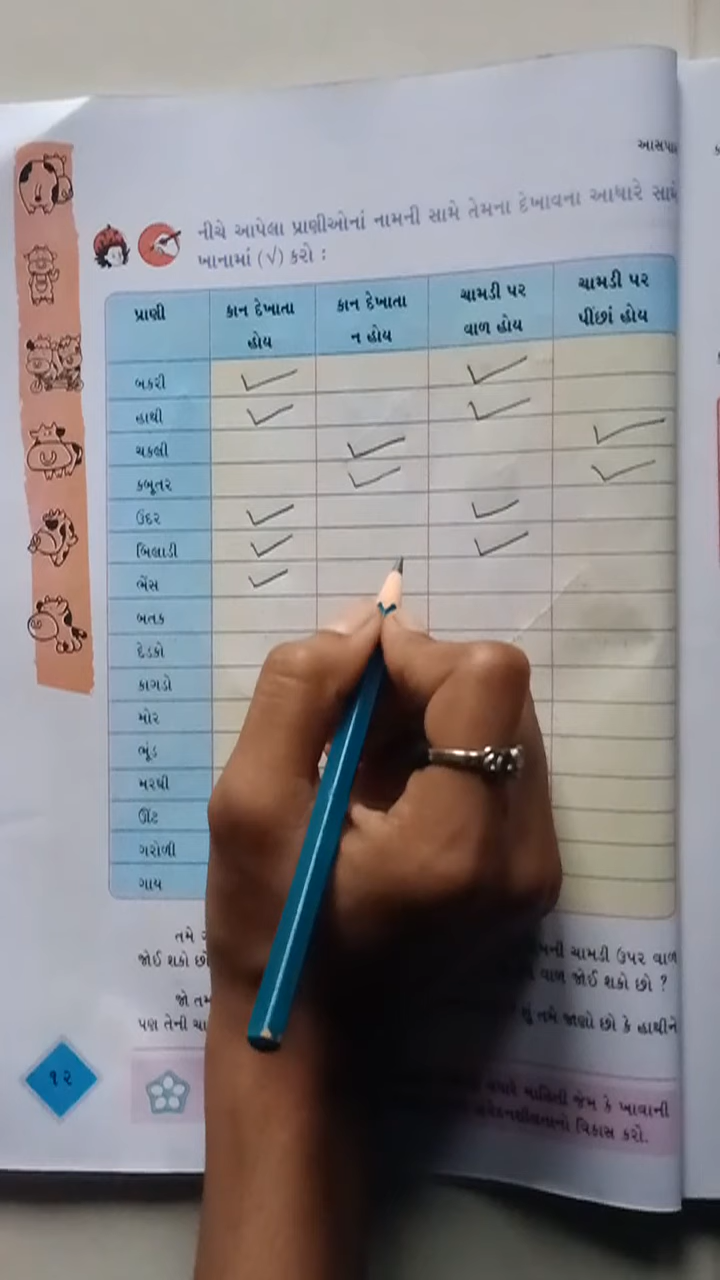 આસપા
નીચે આપેલા પ્રાણીઓનાં નામની સામે તેમના દેખાવના આધારે સામે
ખાનામાં (√) કરો :
પ્રાણી કાન દેખાતા હોય કાન દેખાતા ન હોય ચામડી પર વાળ હોય ચામડી પર પીંછાં હોય
બકરી ✓ ✓
હાથી ✓ ✓
ચકલી ✓ ✓
કબૂતર ✓ ✓
ઉંદર ✓ ✓
બિલાડી ✓ ✓
ભેંસ ✓
બતક
દેડકો
કાગડો
મોર
ભૂંડ
મરઘી
ઊંટ
ગરોળી
ગાય
તમે ચામડી ઉપર વાળ
જોઈ શકો છો વાળ જોઈ શકો છો ?
જો તમ શું તમે જાણો છો કે હાથીને
પણ તેની ચા
માહિતી જેમ કે ખાવાની
વિકાસ કરો.
૧૨